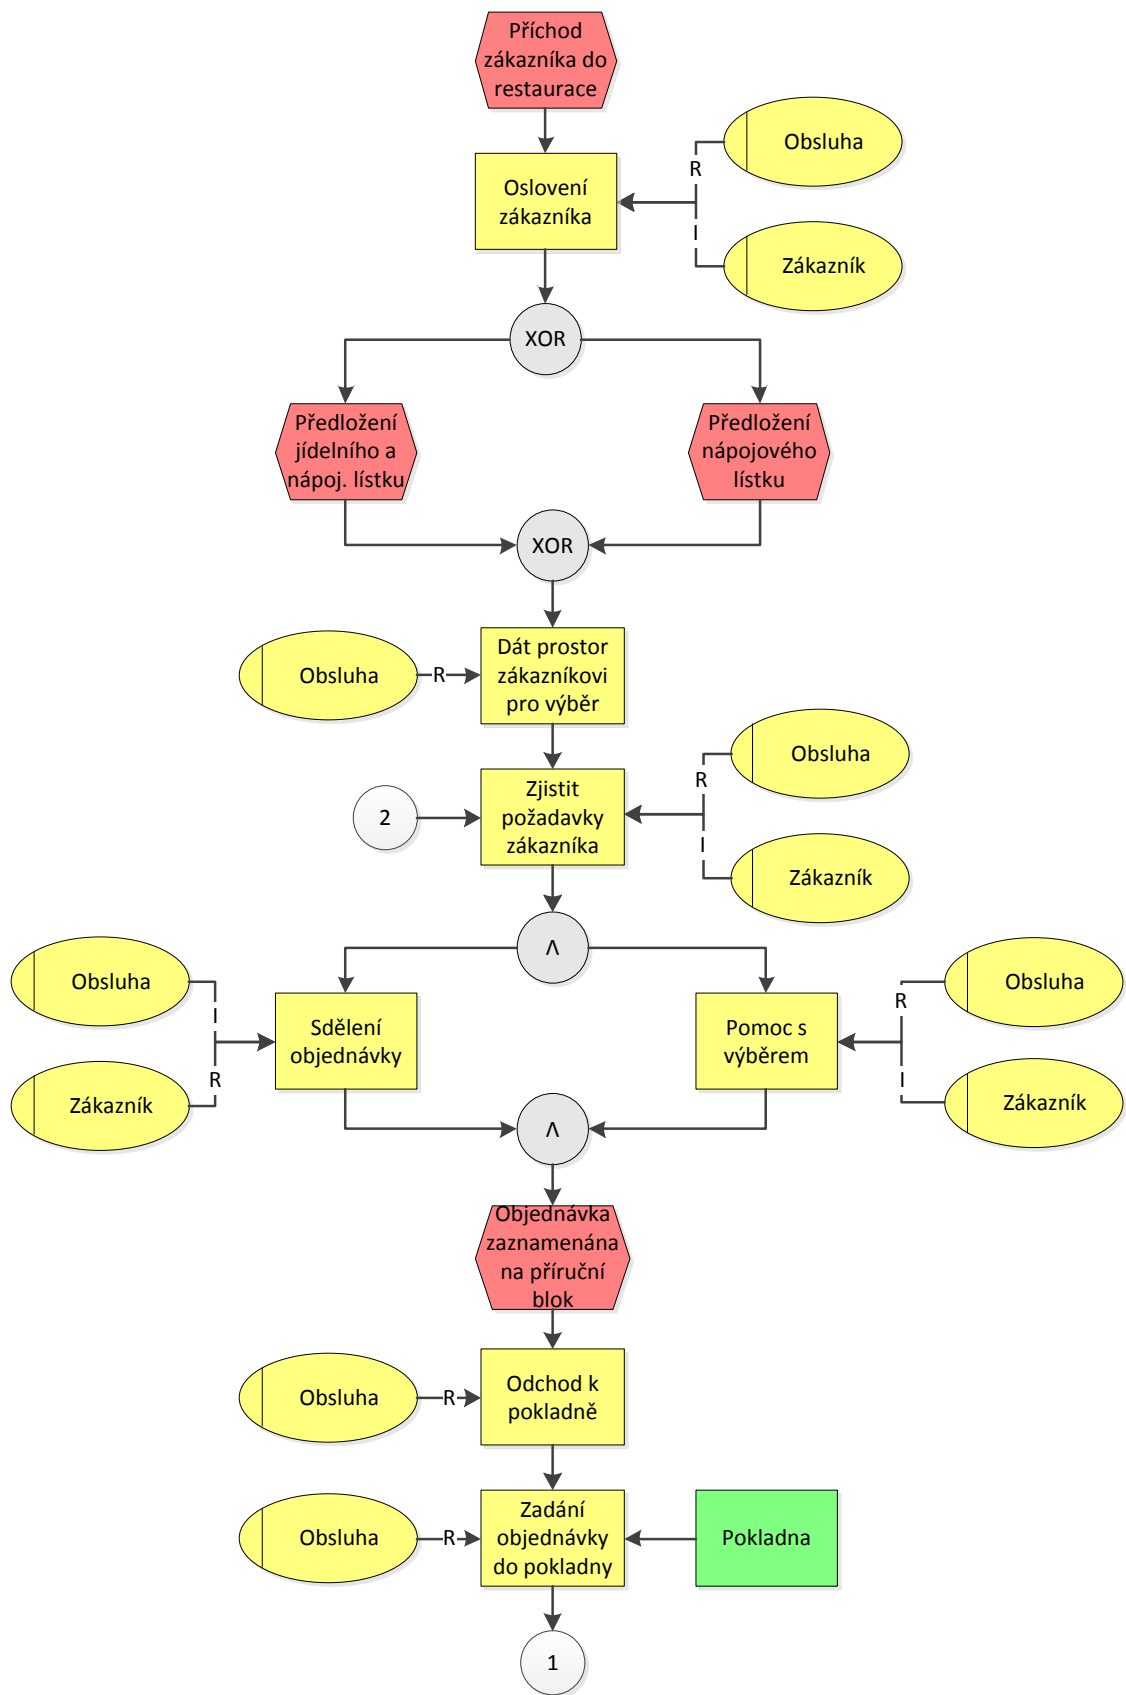 Příchod
zákazníka do
restaurace
Obsluha
R
Oslovení
zákazníka
I
Zákazník
XOR
Předložení
jídelního a
nápoj. lístku
Předložení
nápojového
lístku
XOR
Obsluha
R
Dát prostor
zákazníkovi
pro výběr
Obsluha
R
2
Zjistit
požadavky
zákazníka
I
Zákazník
Λ
Obsluha
I
Sdělení
objednávky
R
Zákazník
Obsluha
R
Pomoc s
výběrem
I
Zákazník
Λ
Objednávka
zaznamenána
na příruční
blok
Obsluha
R
Odchod k
pokladně
Obsluha
R
Zadání
objednávky
do pokladny
Pokladna
1